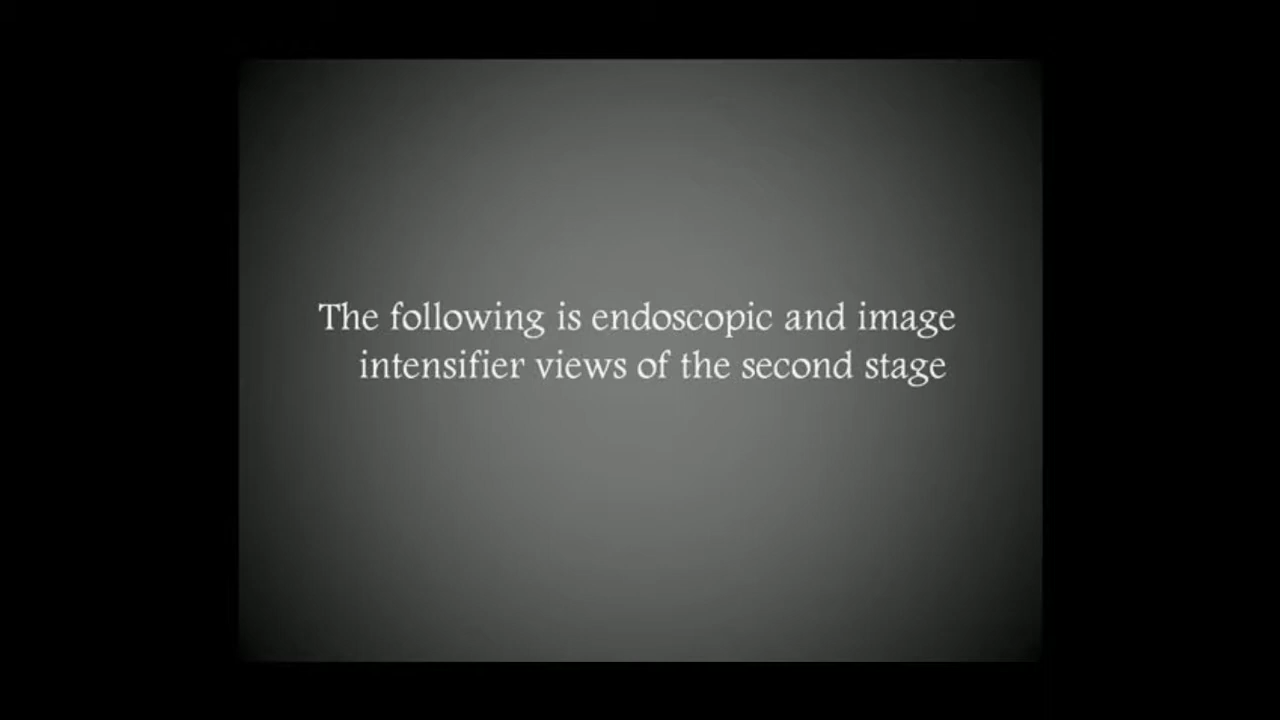 The following is endoscopic and image
intensifier views of the second stage